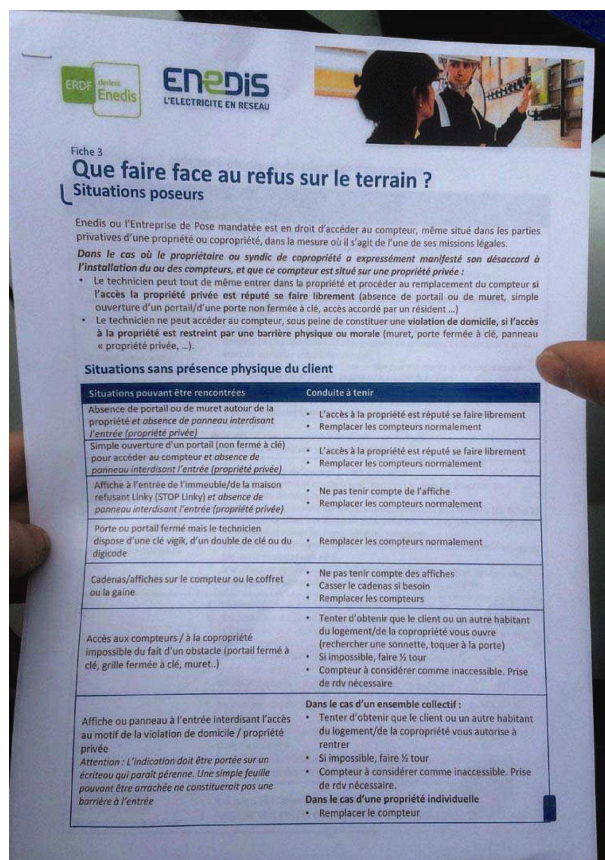 ERDF devient Enedis
ENEDIS
L'ELECTRICITE EN RESEAU
Fiche 3
Que faire face au refus sur le terrain ?
Situations poseurs
Enedis ou l'Entreprise de Pose mandatée est en droit d'accéder au compteur, même situé dans les parties
privatives d'une propriété ou copropriété, dans la mesure où il s'agit de l'une de ses missions légales.
Dans le cas où le propriétaire ou syndic de copropriété a expressément manifesté son désaccord à
l'installation du ou des compteurs, et que ce compteur est situé sur une propriété privée :
• Le technicien peut tout de même entrer dans la propriété et procéder au remplacement du compteur si
l'accès la propriété privée est réputé se faire librement (absence de portail ou de muret, simple
ouverture d'un portail/d'une porte non fermée à clé, accès accordé par un résident ...)
• Le technicien ne peut accéder au compteur, sous peine de constituer une violation de domicile, si l'accès
à la propriété est restreint par une barrière physique ou morale (muret, porte fermée à clé, panneau
« propriété privée, ...).
Situations sans présence physique du client
Situations pouvant être rencontrées
Conduite à tenir
Absence de portail ou de muret autour de la
propriété et absence de panneau interdisant
l'entrée (propriété privée)
• L'accès à la propriété est réputé se faire librement
• Remplacer les compteurs normalement
Simple ouverture d'un portail (non fermé à clé)
pour accéder au compteur et absence de
panneau interdisant l'entrée (propriété privée)
• L'accès à la propriété est réputé se faire librement
• Remplacer les compteurs normalement
Affiche à l'entrée de l'immeuble/de la maison
refusant Linky (STOP Linky) et absence de
panneau interdisant l'entrée (propriété privée)
• Ne pas tenir compte de l'affiche
• Remplacer les compteurs normalement
Porte ou portail fermé mais le technicien
dispose d'une clé vigik, d'un double de clé ou du
digicode
• Remplacer les compteurs normalement
Cadenas/affiches sur le compteur ou le coffret
ou la gaine
• Ne pas tenir compte des affiches
• Casser le cadenas si besoin
• Remplacer les compteurs
Accès aux compteurs / à la copropriété
impossible du fait d'un obstacle (portail fermé à
clé, grille fermée à clé, muret..)
• Tenter d'obtenir que le client ou un autre habitant
du logement/de la copropriété vous ouvre
(rechercher une sonnette, toquer à la porte)
• Si impossible, faire ½ tour
• Compteur à considérer comme inaccessible. Prise
de rdv nécessaire
Affiche ou panneau à l'entrée interdisant l'accès
au motif de la violation de domicile / propriété
privée
Attention : L'indication doit être portée sur un
écriteau qui paraît pérenne. Une simple feuille
pouvant être arrachée ne constituerait pas une
barrière à l'entrée
Dans le cas d'un ensemble collectif :
• Tenter d'obtenir que le client ou un autre habitant
du logement/de la copropriété vous autorise à
rentrer
• Si impossible, faire ½ tour
• Compteur à considérer comme inaccessible. Prise
de rdv nécessaire.
Dans le cas d'une propriété individuelle
• Remplacer le compteur